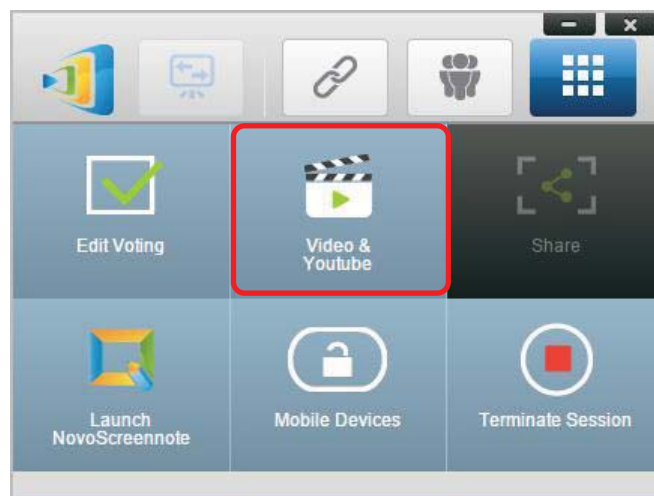 Edit Voting
Video &
Youtube
Share
Launch
NovoScreennote
Mobile Devices
Terminate Session